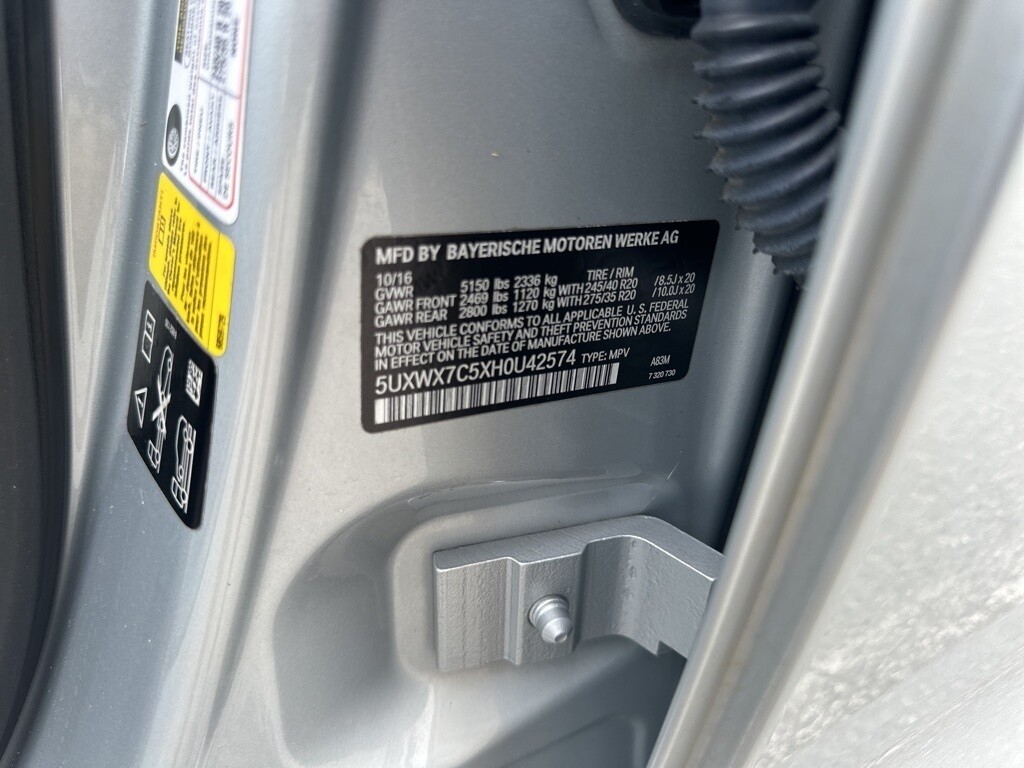 MFD BY BAYERISCHE MOTOREN WERKE AG
10/16 TIRE / RIM
GVWR 5150 lbs 2336 kg
GAWR FRONT 2469 lbs 1120 kg WITH 245/40 R20 /8.5J x 20
GAWR REAR 2800 lbs 1270 kg WITH 275/35 R20 /10.0J x 20
THIS VEHICLE CONFORMS TO ALL APPLICABLE U. S. FEDERAL
MOTOR VEHICLE SAFETY AND THEFT PREVENTION STANDARDS
IN EFFECT ON THE DATE OF MANUFACTURE SHOWN ABOVE.
5UXWX7C5XH0U42574 TYPE: MPV A83M
7 320 730